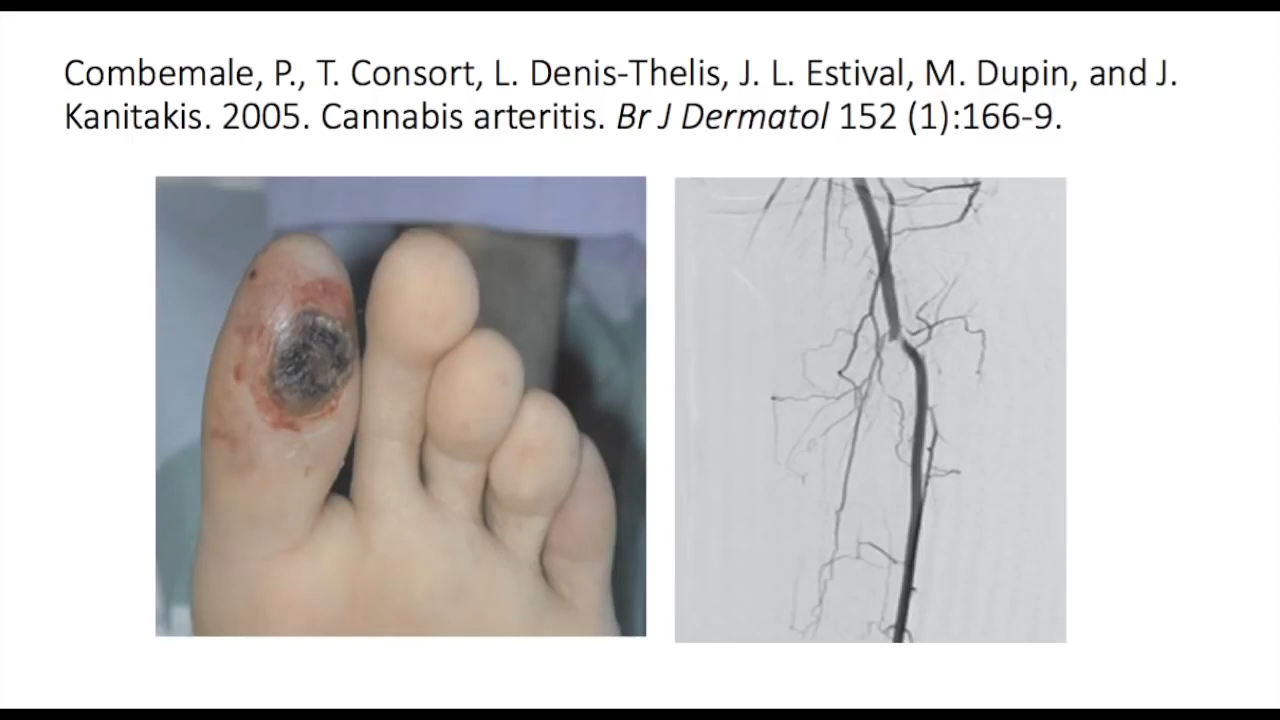 Combemale, P., T. Consort, L. Denis-Thelis, J. L. Estival, M. Dupin, and J.
Kanitakis. 2005. Cannabis arteritis. Br J Dermatol 152 (1):166-9.